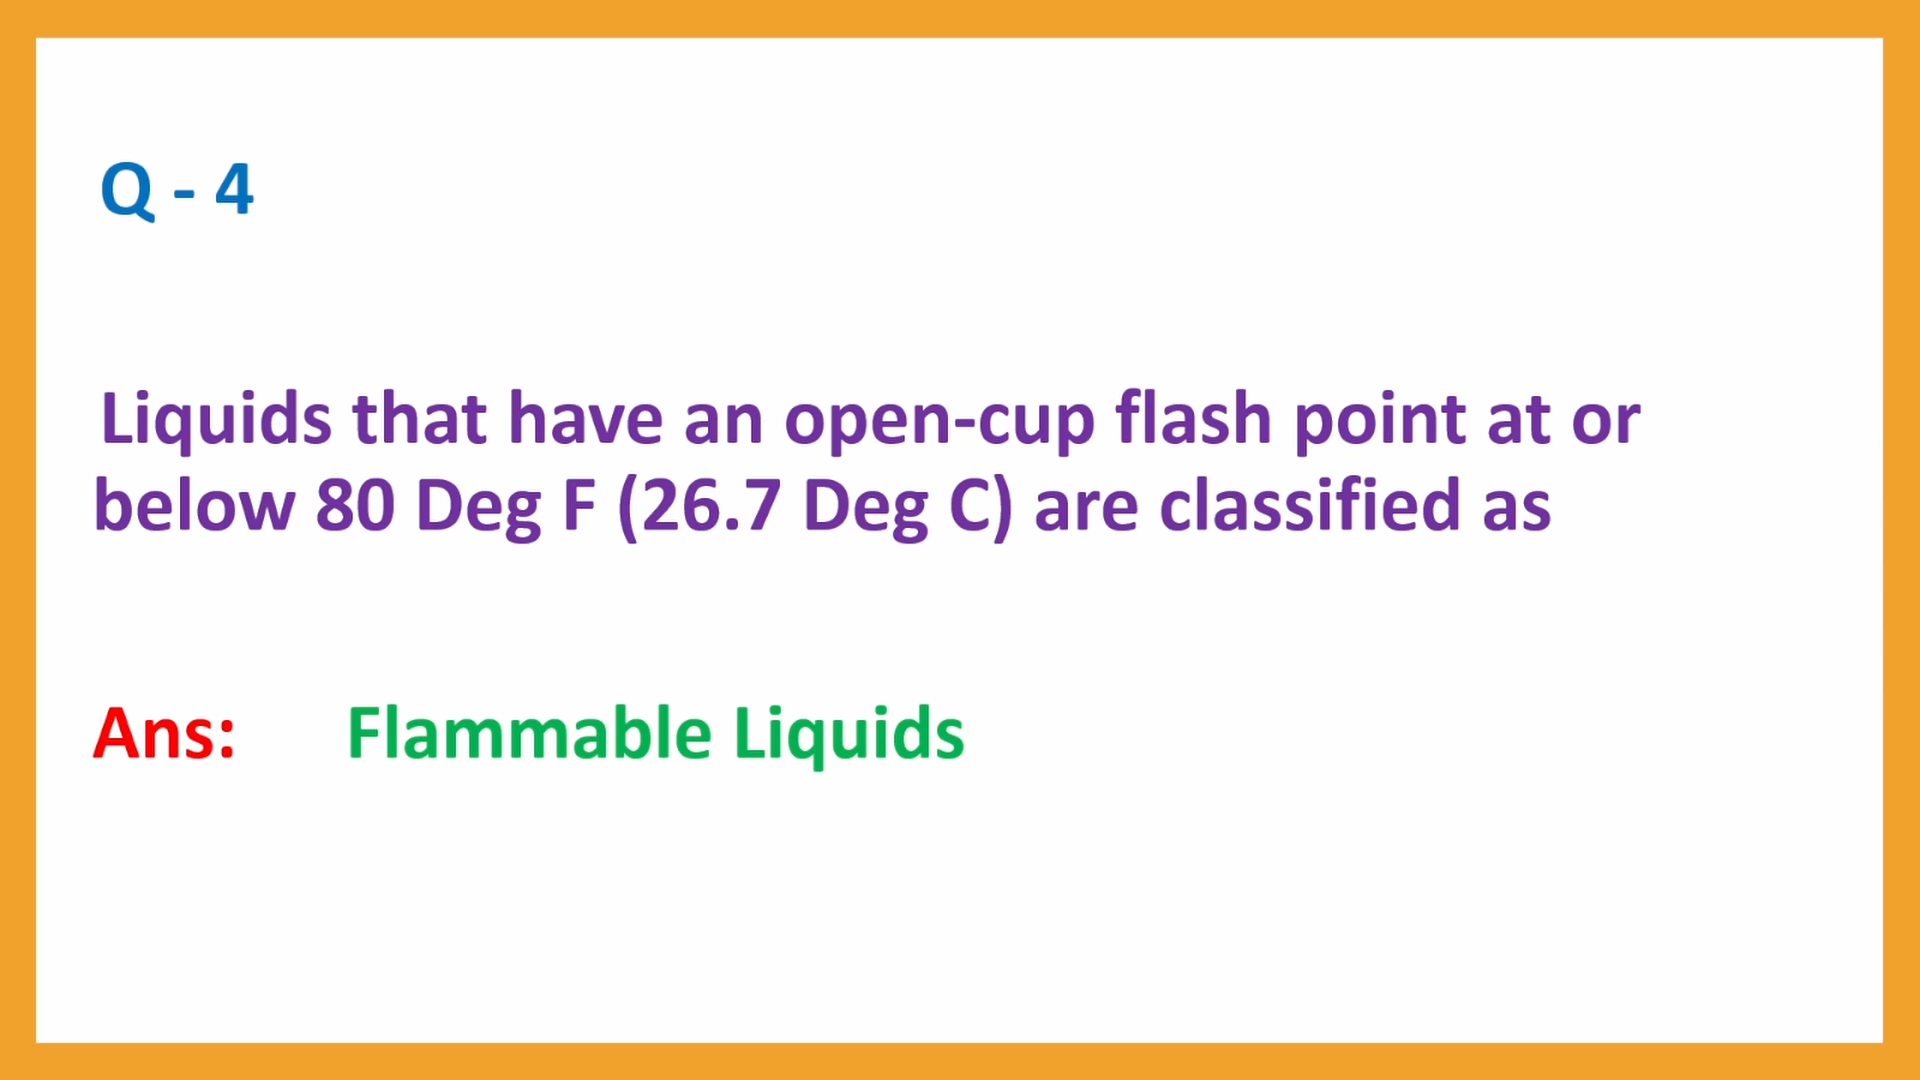 Q - 4
Liquids that have an open-cup flash point at or
below 80 Deg F (26.7 Deg C) are classified as
Ans: Flammable Liquids